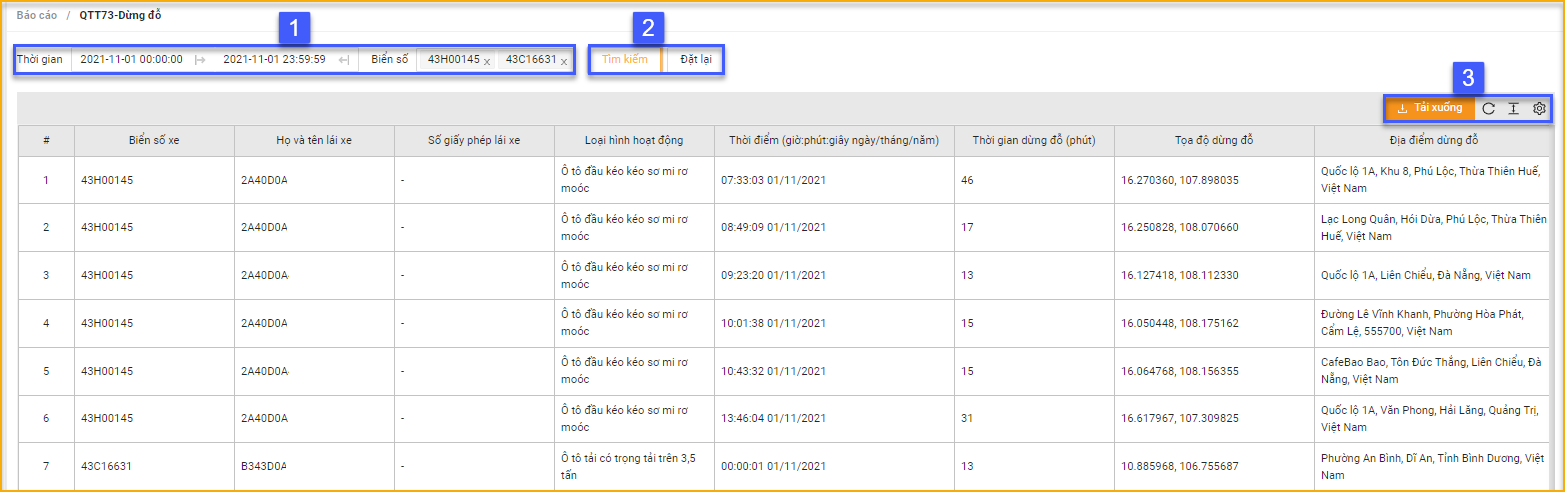 Báo cáo / QTT73-Dừng đỗ
1 2
Thời gian 2021-11-01 00:00:00 2021-11-01 23:59:59 Biển số 43H00145 x 43C16631 x Tìm kiếm Đặt lại
3
Tải xuống
# Biển số xe Họ và tên lái xe Số giấy phép lái xe Loại hình hoạt động Thời điểm (giờ:phút:giây ngày/tháng/năm) Thời gian dừng đỗ (phút) Tọa độ dừng đỗ Địa điểm dừng đỗ
1 43H00145 2A40D0A - Ô tô đầu kéo kéo sơ mi rơ moóc 07:33:03 01/11/2021 46 16.270360, 107.898035 Quốc lộ 1A, Khu 8, Phú Lộc, Thừa Thiên Huế, Việt Nam
2 43H00145 2A40D0A - Ô tô đầu kéo kéo sơ mi rơ moóc 08:49:09 01/11/2021 17 16.250828, 108.070660 Lạc Long Quân, Hói Dừa, Phú Lộc, Thừa Thiên Huế, Việt Nam
3 43H00145 2A40D0A - Ô tô đầu kéo kéo sơ mi rơ moóc 09:23:20 01/11/2021 13 16.127418, 108.112330 Quốc lộ 1A, Liên Chiểu, Đà Nẵng, Việt Nam
4 43H00145 2A40D0A - Ô tô đầu kéo kéo sơ mi rơ moóc 10:01:38 01/11/2021 15 16.050448, 108.175162 Đường Lê Vĩnh Khanh, Phường Hòa Phát, Cẩm Lệ, 555700, Việt Nam
5 43H00145 2A40D0A - Ô tô đầu kéo kéo sơ mi rơ moóc 10:43:32 01/11/2021 15 16.064768, 108.156355 CafeBao Bao, Tôn Đức Thắng, Liên Chiểu, Đà Nẵng, Việt Nam
6 43H00145 2A40D0A - Ô tô đầu kéo kéo sơ mi rơ moóc 13:46:04 01/11/2021 31 16.617967, 107.309825 Quốc lộ 1A, Văn Phong, Hải Lăng, Quảng Trị, Việt Nam
7 43C16631 B343D0A - Ô tô tải có trọng tải trên 3,5 tấn 00:00:01 01/11/2021 13 10.885968, 106.755687 Phường An Bình, Dĩ An, Tỉnh Bình Dương, Việt Nam